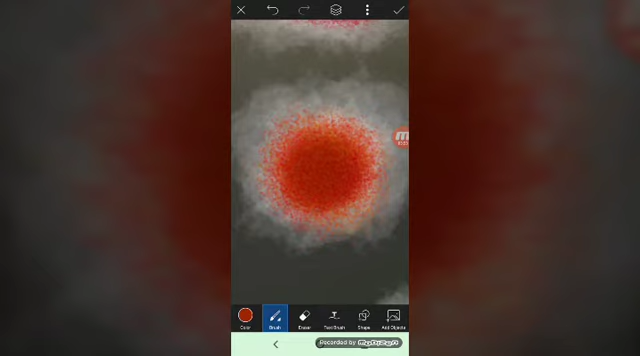 Color
Brush
Eraser
Text Brush
Shape
Add Objects
Recorded by